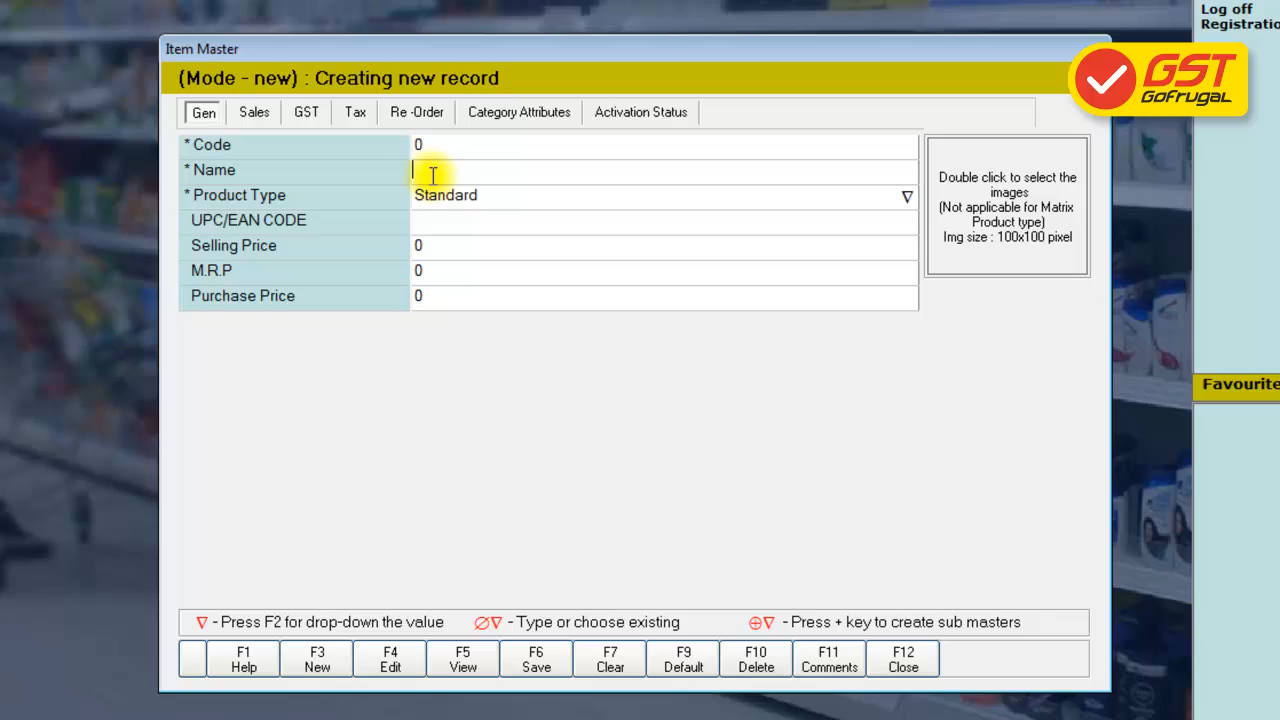 Log off
Registratio
Item Master
(Mode - new) : Creating new record
GST
GOFRUGAL
Gen Sales GST Tax Re -Order Category Attributes Activation Status
* Code 0
* Name
* Product Type Standard
UPC/EAN CODE
Selling Price 0
M.R.P 0
Purchase Price 0
Double click to select the
images
(Not applicable for Matrix
Product type)
Img size : 100x100 pixel
Favourite
- Press F2 for drop-down the value - Type or choose existing - Press + key to create sub masters
F1 F3 F4 F5 F6 F7 F9 F10 F11 F12
Help New Edit View Save Clear Default Delete Comments Close